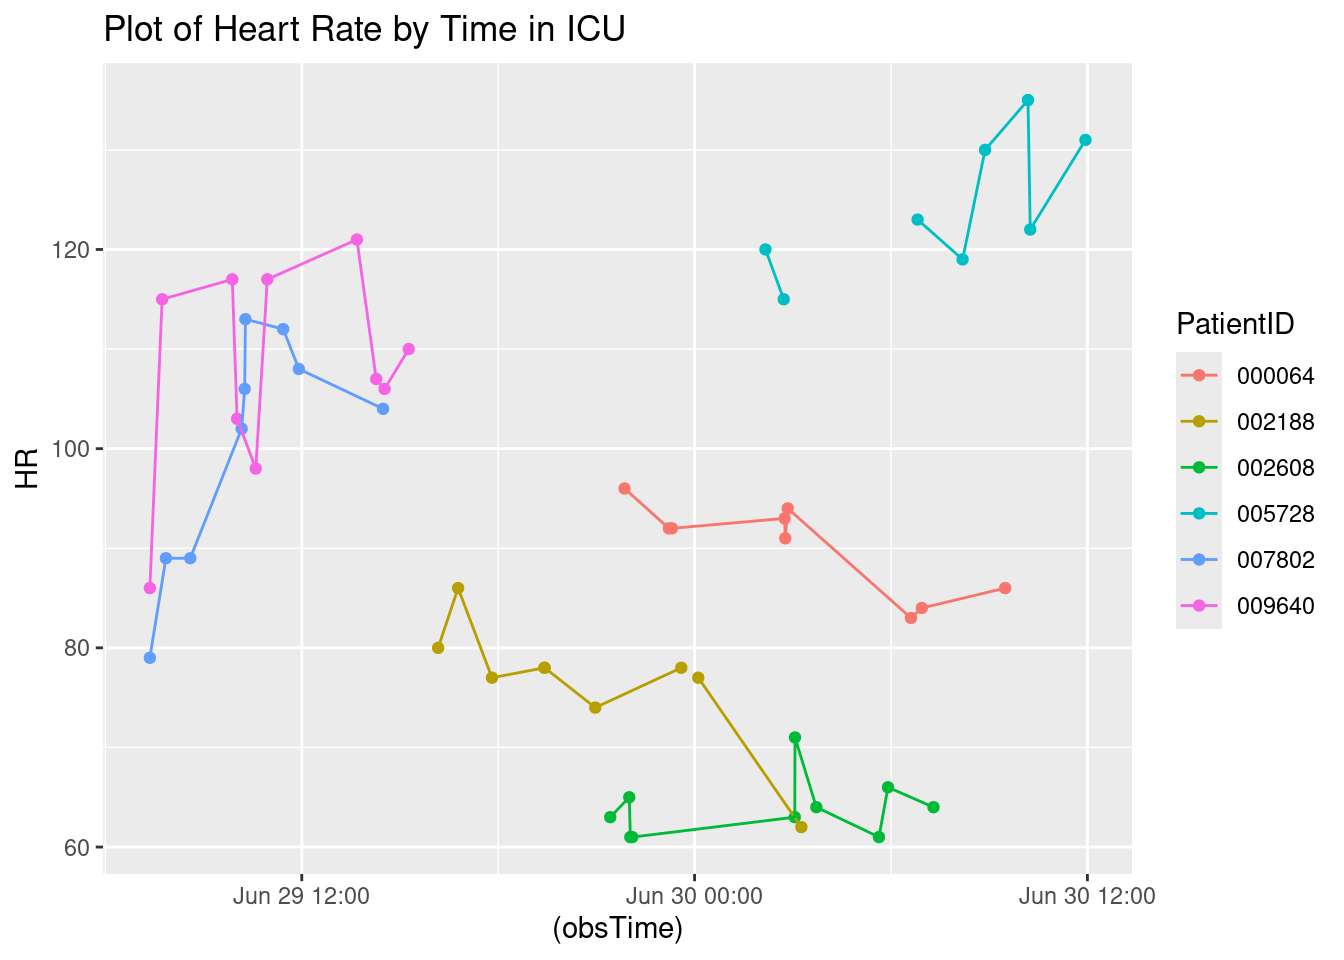 Plot of Heart Rate by Time in ICU
HR
120
100
80
60
Jun 29 12:00
Jun 30 00:00
Jun 30 12:00
(obsTime)
PatientID
000064
002188
002608
005728
007802
009640